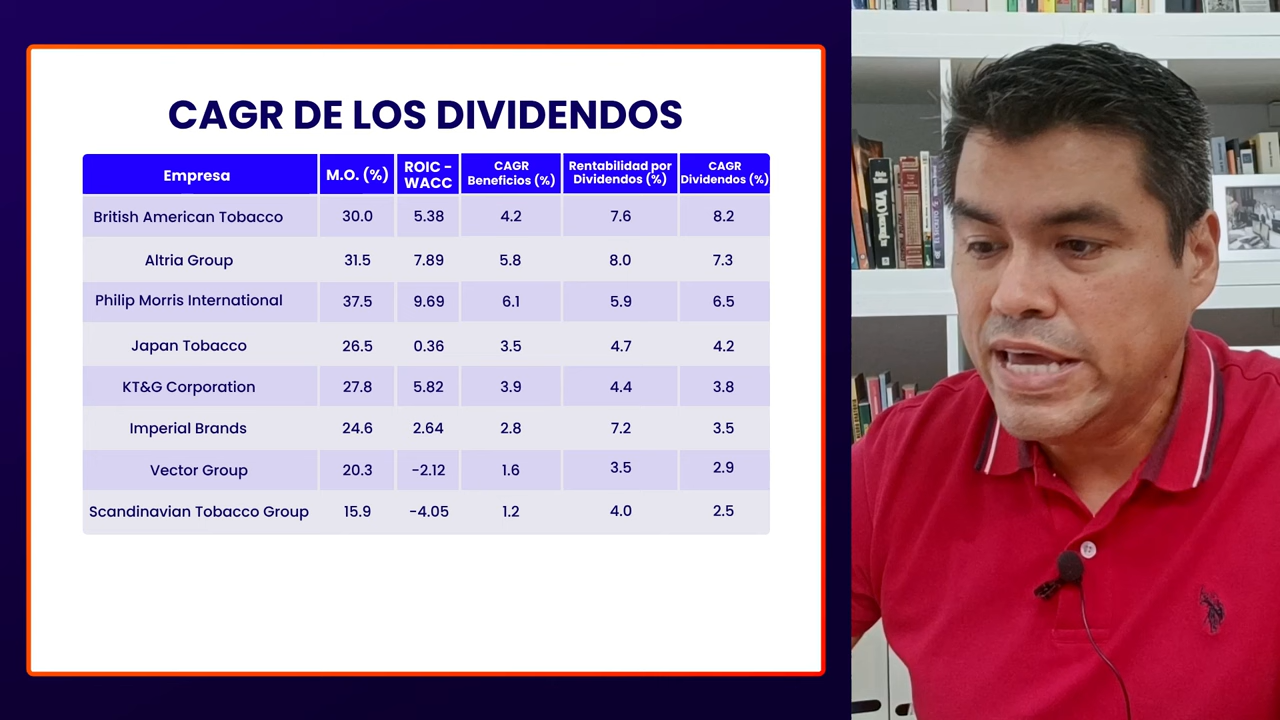 CAGR DE LOS DIVIDENDOS
Empresa M.O. (%) ROIC - WACC CAGR Beneficios (%) Rentabilidad por Dividendos (%) CAGR Dividendos (%)
British American Tobacco 30.0 5.38 4.2 7.6 8.2
Altria Group 31.5 7.89 5.8 8.0 7.3
Philip Morris International 37.5 9.69 6.1 5.9 6.5
Japan Tobacco 26.5 0.36 3.5 4.7 4.2
KT&G Corporation 27.8 5.82 3.9 4.4 3.8
Imperial Brands 24.6 2.64 2.8 7.2 3.5
Vector Group 20.3 -2.12 1.6 3.5 2.9
Scandinavian Tobacco Group 15.9 -4.05 1.2 4.0 2.5